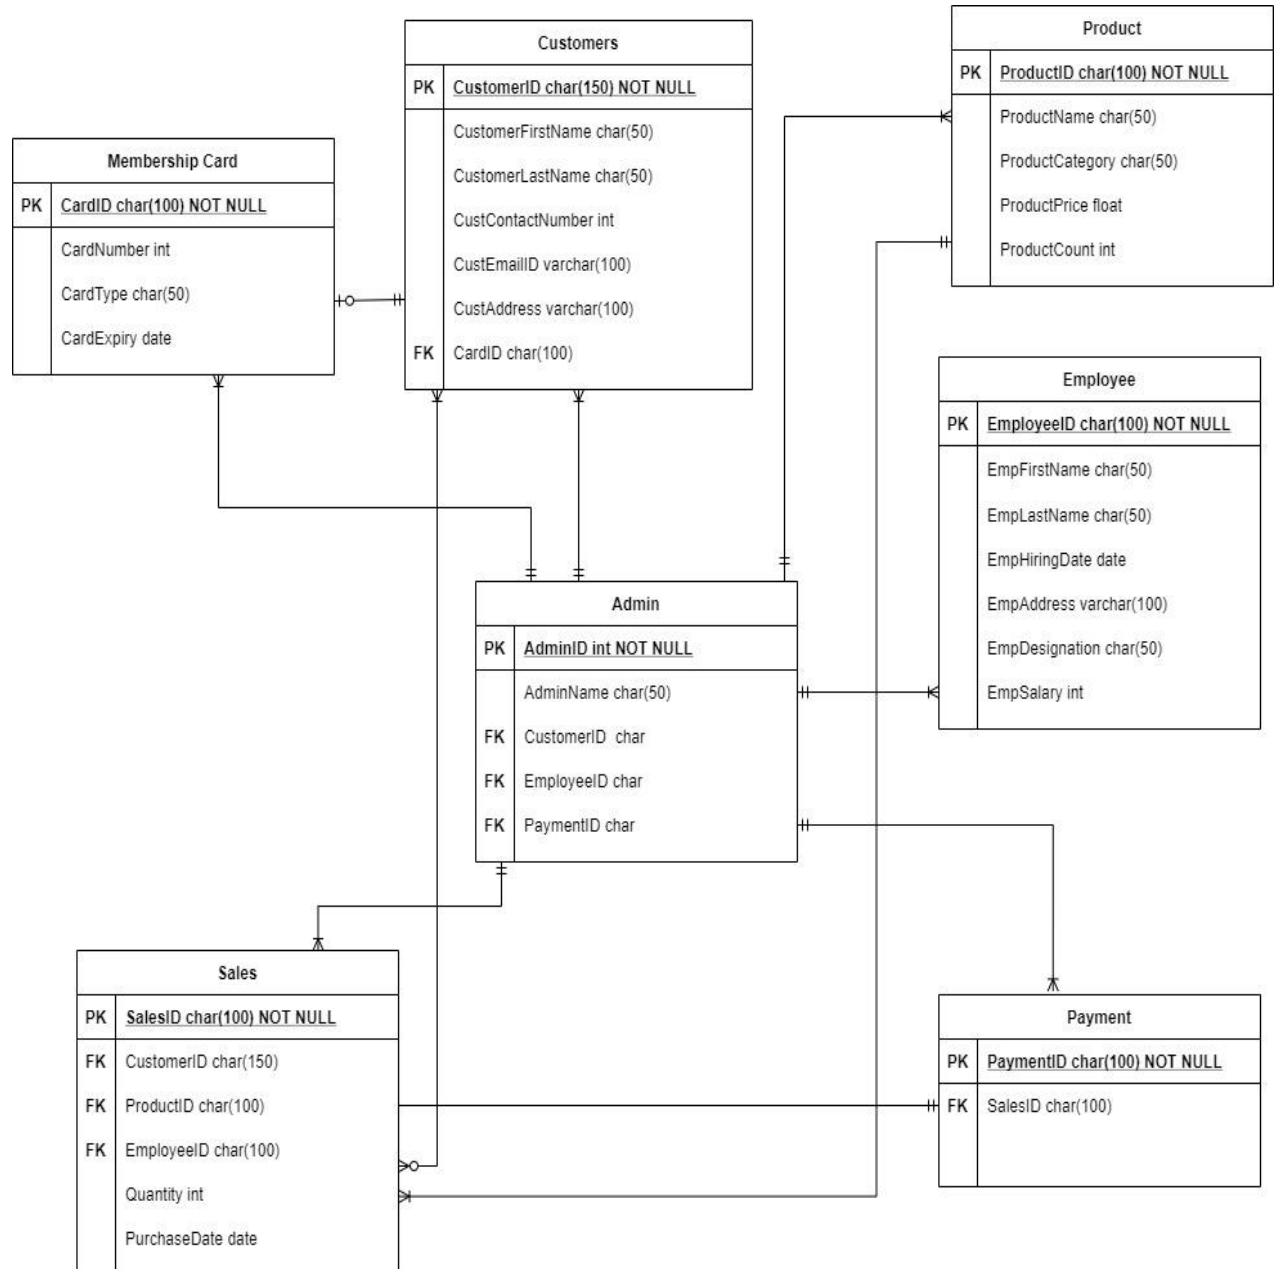 Customers
PK CustomerID char(150) NOT NULL
CustomerFirstName char(50)
CustomerLastName char(50)
CustContactNumber int
CustEmailID varchar(100)
CustAddress varchar(100)
FK CardID char(100)
Product
PK ProductID char(100) NOT NULL
ProductName char(50)
ProductCategory char(50)
ProductPrice float
ProductCount int
Membership Card
PK CardID char(100) NOT NULL
CardNumber int
CardType char(50)
CardExpiry date
Employee
PK EmployeeID char(100) NOT NULL
EmpFirstName char(50)
EmpLastName char(50)
EmpHiringDate date
EmpAddress varchar(100)
EmpDesignation char(50)
EmpSalary int
Admin
PK AdminID int NOT NULL
AdminName char(50)
FK CustomerID char
FK EmployeeID char
FK PaymentID char
Sales
PK SalesID char(100) NOT NULL
FK CustomerID char(150)
FK ProductID char(100)
FK EmployeeID char(100)
Quantity int
PurchaseDate date
Payment
PK PaymentID char(100) NOT NULL
FK SalesID char(100)